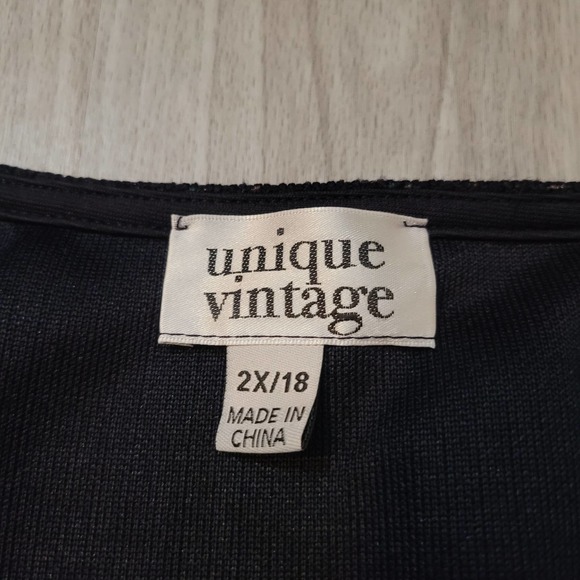 unique
vintage
2X/18
MADE IN
CHINA